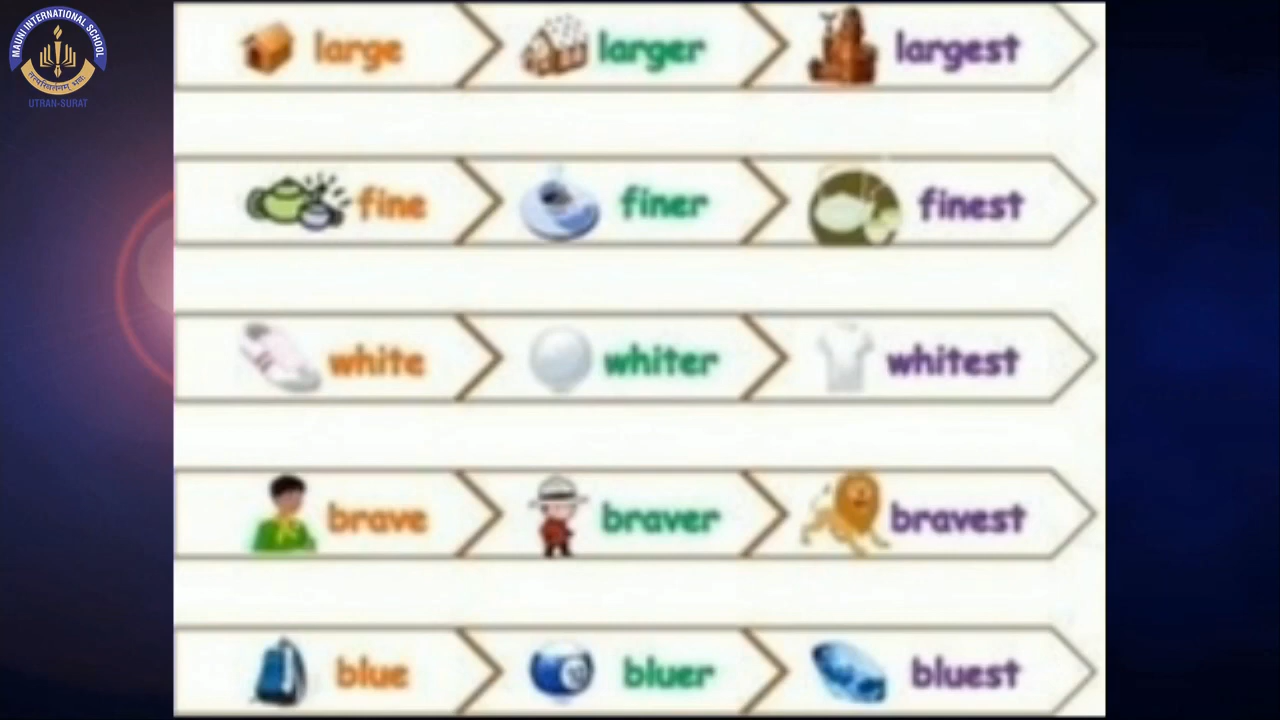 MAUNI INTERNATIONAL SCHOOL
UTRAN-SURAT
large larger largest
fine finer finest
white whiter whitest
brave braver bravest
blue bluer bluest